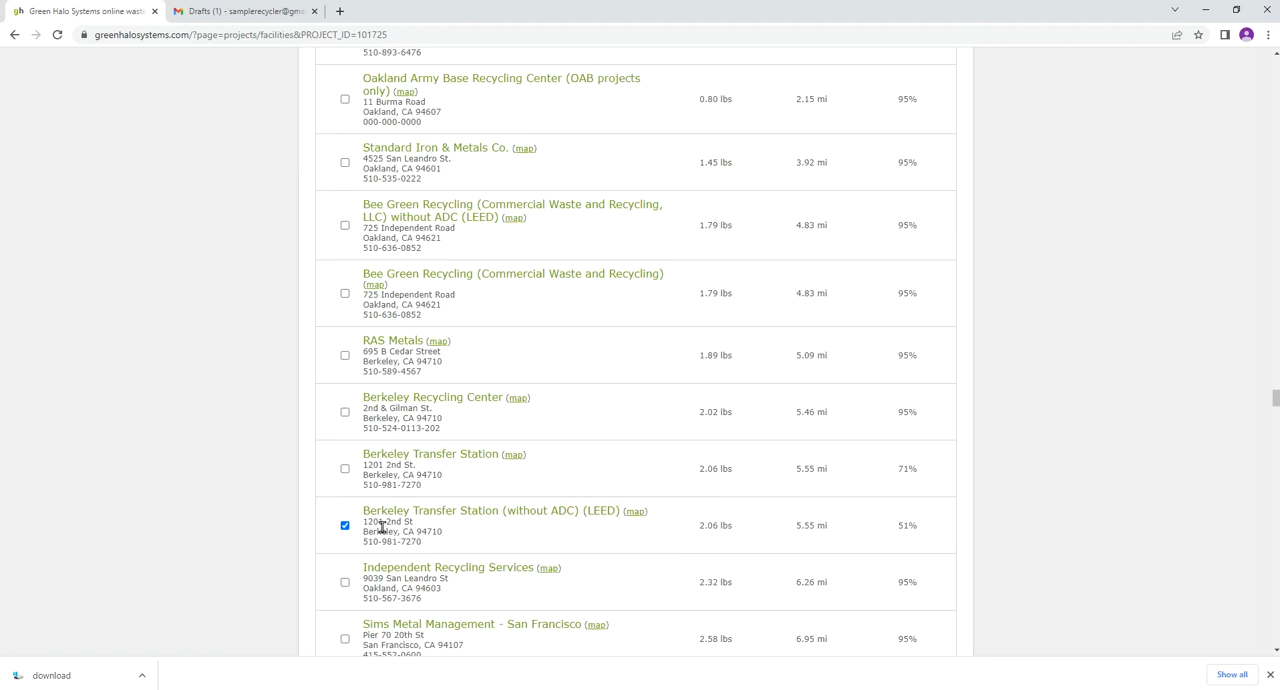 gh Green Halo Systems online wast
Drafts (1) - samplerecycler@gma
greenhalosystems.com/?page=projects/facilities&PROJECT_ID=101725
510-893-6476
Oakland Army Base Recycling Center (OAB projects
only) (map)
11 Burma Road
Oakland, CA 94607
000-000-0000
0.80 lbs 2.15 mi 95%
Standard Iron & Metals Co. (map)
4525 San Leandro St.
Oakland, CA 94601
510-535-0222
1.45 lbs 3.92 mi 95%
Bee Green Recycling (Commercial Waste and Recycling,
LLC) without ADC (LEED) (map)
725 Independent Road
Oakland, CA 94621
510-636-0852
1.79 lbs 4.83 mi 95%
Bee Green Recycling (Commercial Waste and Recycling)
(map)
725 Independent Road
Oakland, CA 94621
510-636-0852
1.79 lbs 4.83 mi 95%
RAS Metals (map)
695 B Cedar Street
Berkeley, CA 94710
510-589-4567
1.89 lbs 5.09 mi 95%
Berkeley Recycling Center (map)
2nd & Gilman St.
Berkeley, CA 94710
510-524-0113-202
2.02 lbs 5.46 mi 95%
Berkeley Transfer Station (map)
1201 2nd St.
Berkeley, CA 94710
510-981-7270
2.06 lbs 5.55 mi 71%
Berkeley Transfer Station (without ADC) (LEED) (map)
1201 2nd St
Berkeley, CA 94710
510-981-7270
2.06 lbs 5.55 mi 51%
Independent Recycling Services (map)
9039 San Leandro St
Oakland, CA 94603
510-567-3676
2.32 lbs 6.26 mi 95%
Sims Metal Management - San Francisco (map)
Pier 70 20th St
San Francisco, CA 94107
415-552-0600
2.58 lbs 6.95 mi 95%
download
Show all